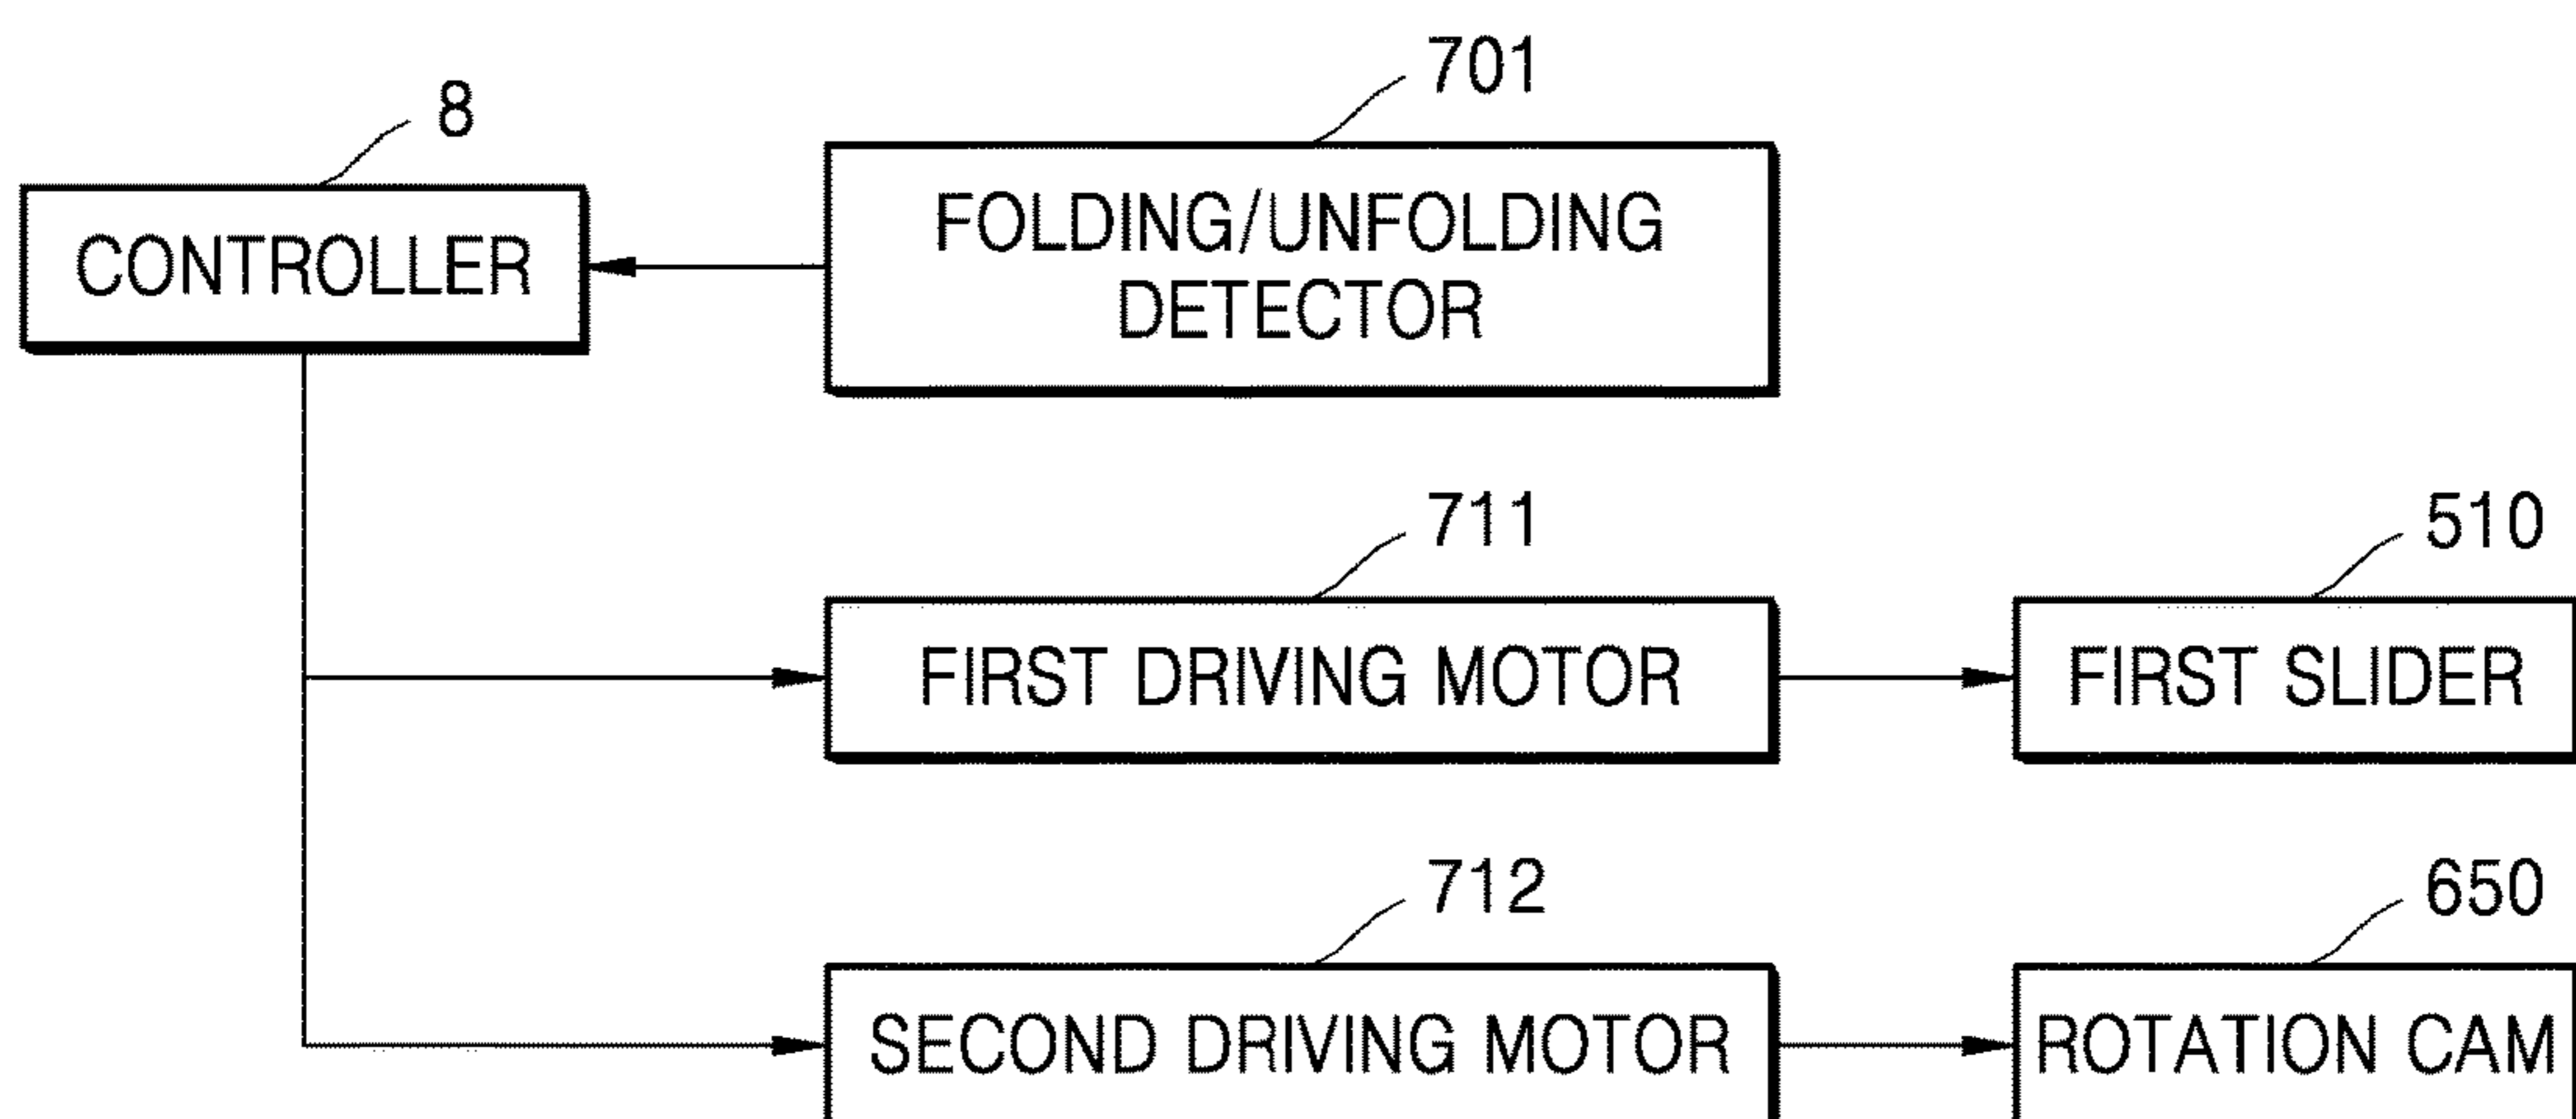 701
8
FOLDING/UNFOLDING
DETECTOR
CONTROLLER
711
510
FIRST DRIVING MOTOR
FIRST SLIDER
712
650
SECOND DRIVING MOTOR
ROTATION CAM